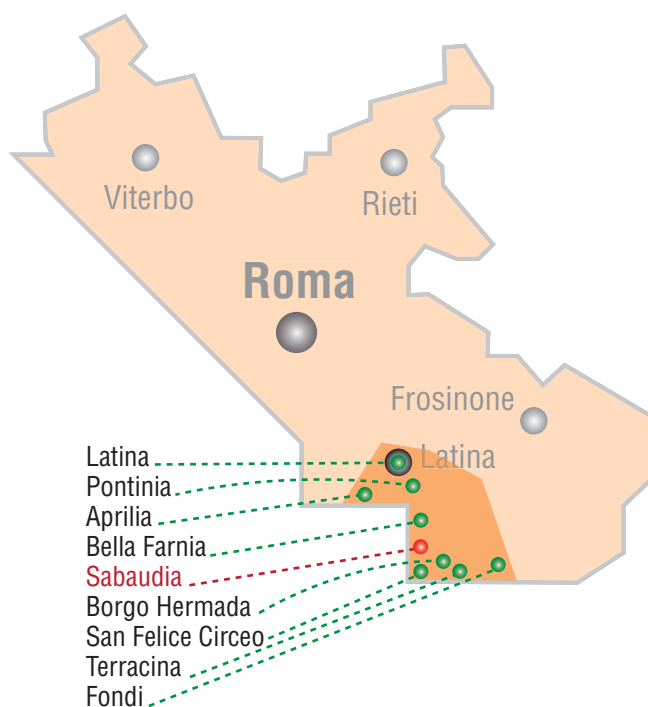 Viterbo
Rieti
Roma
Frosinone
Latina
Latina
Pontinia
Aprilia
Bella Farnia
Sabaudia
Borgo Hermada
San Felice Circeo
Terracina
Fondi